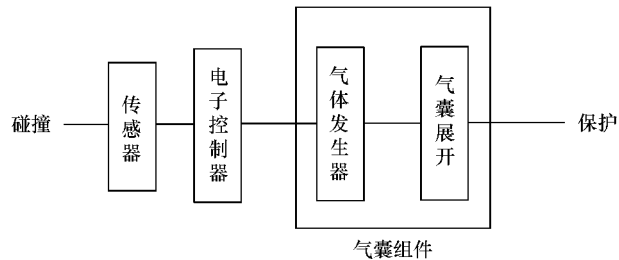 碰撞
传感器
电子控制器
气体发生器
气囊展开
保护
气囊组件